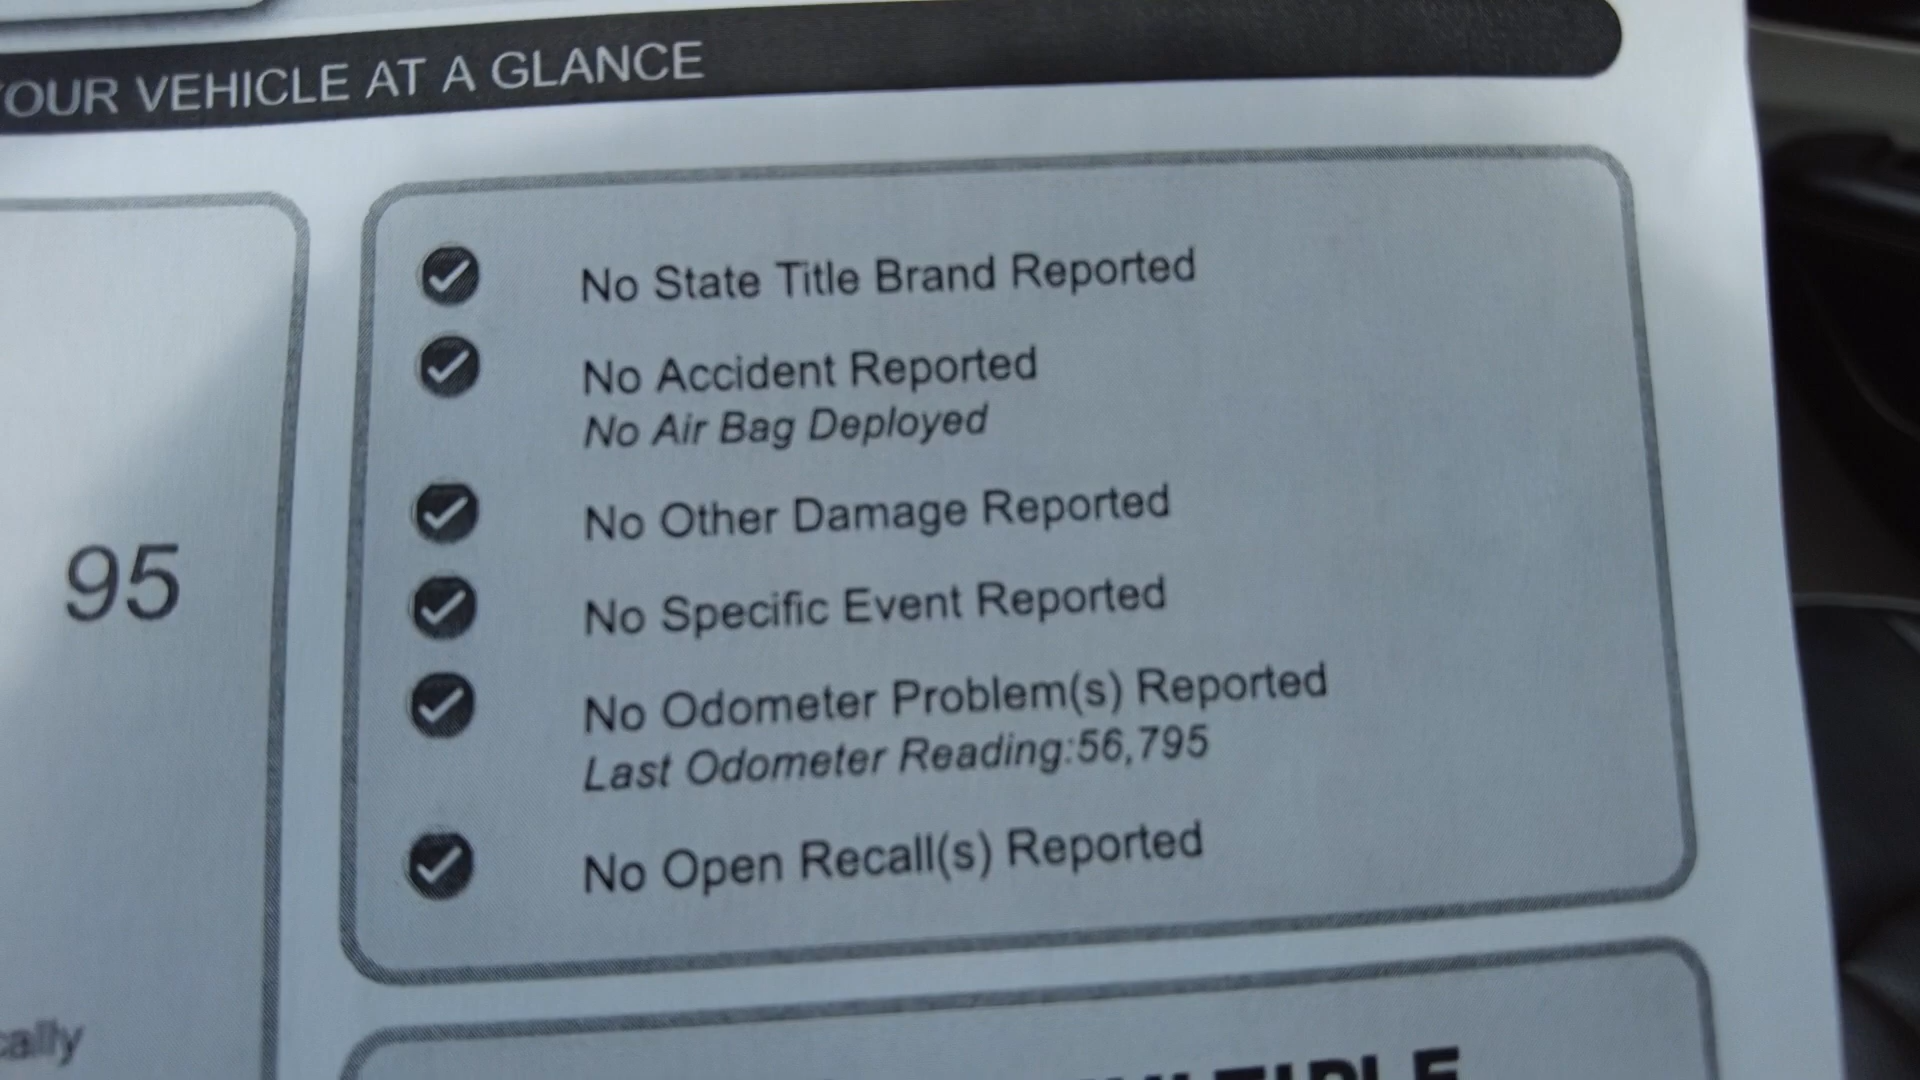 OUR VEHICLE AT A GLANCE
95
No State Title Brand Reported
No Accident Reported
No Air Bag Deployed
No Other Damage Reported
No Specific Event Reported
No Odometer Problem(s) Reported
Last Odometer Reading:56,795
No Open Recall(s) Reported
cally